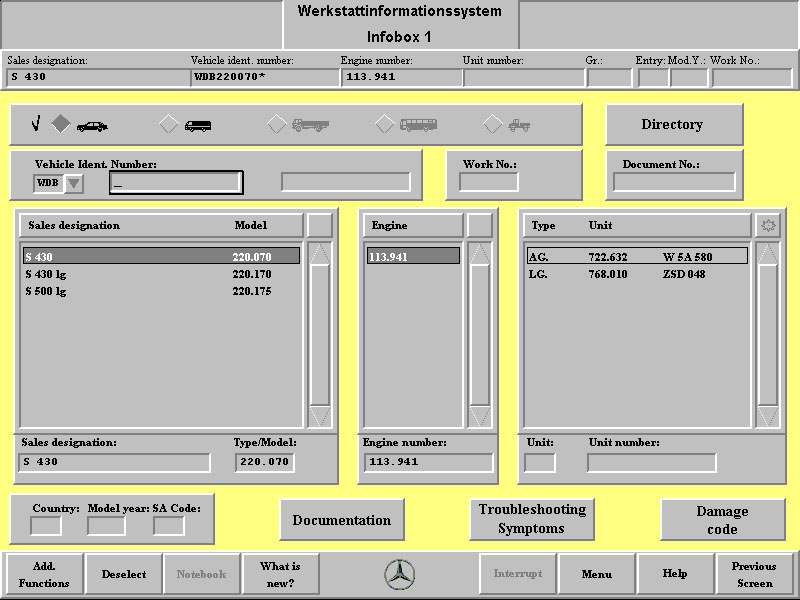 Werkstattinformationssystem
Infobox 1
Sales designation: Vehicle ident. number: Engine number: Unit number: Gr.: Entry: Mod.Y.: Work No.:
S 430 WDB220070* 113.941
Directory
Vehicle Ident. Number: Work No.: Document No.:
WDB _
Sales designation Model Engine Type Unit
S 430 220.070 113.941 AG. 722.632 W 5A 580
S 430 lg 220.170 LG. 768.010 ZSD 048
S 500 lg 220.175
Sales designation: Type/Model: Engine number: Unit: Unit number:
S 430 220.070 113.941
Country: Model year: SA Code:
Documentation
Troubleshooting
Symptoms
Damage
code
Add.
Functions
Deselect
Notebook
What is
new?
Interrupt
Menu
Help
Previous
Screen